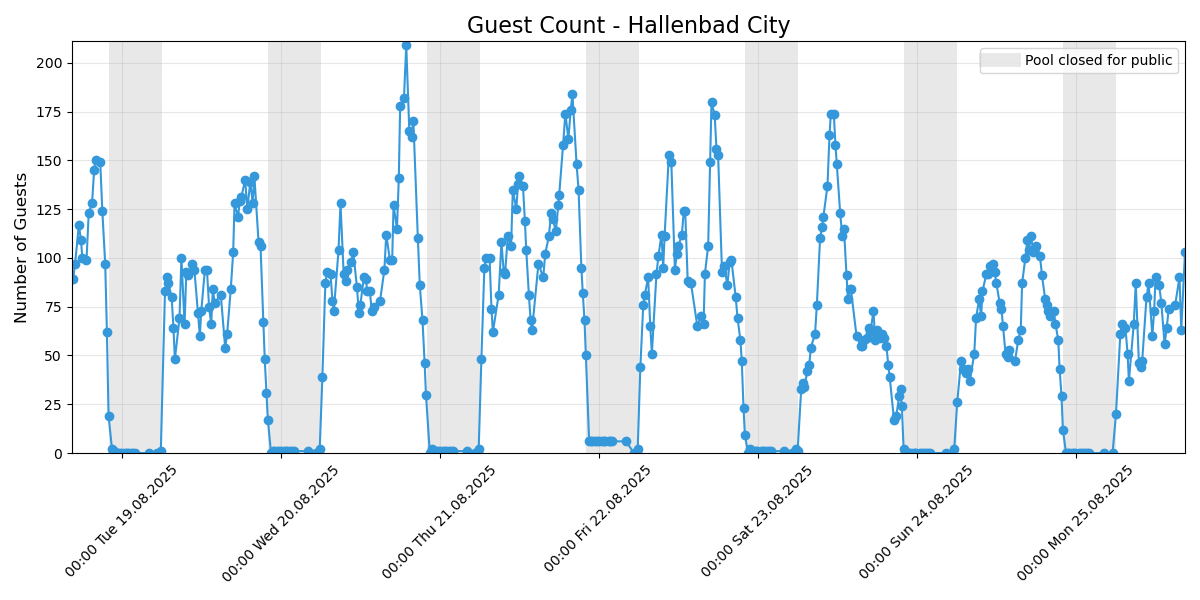 Guest Count - Hallenbad City
Pool closed for public
Number of Guests
200
175
150
125
100
75
50
25
0
00:00 Tue 19.08.2025
00:00 Wed 20.08.2025
00:00 Thu 21.08.2025
00:00 Fri 22.08.2025
00:00 Sat 23.08.2025
00:00 Sun 24.08.2025
00:00 Mon 25.08.2025